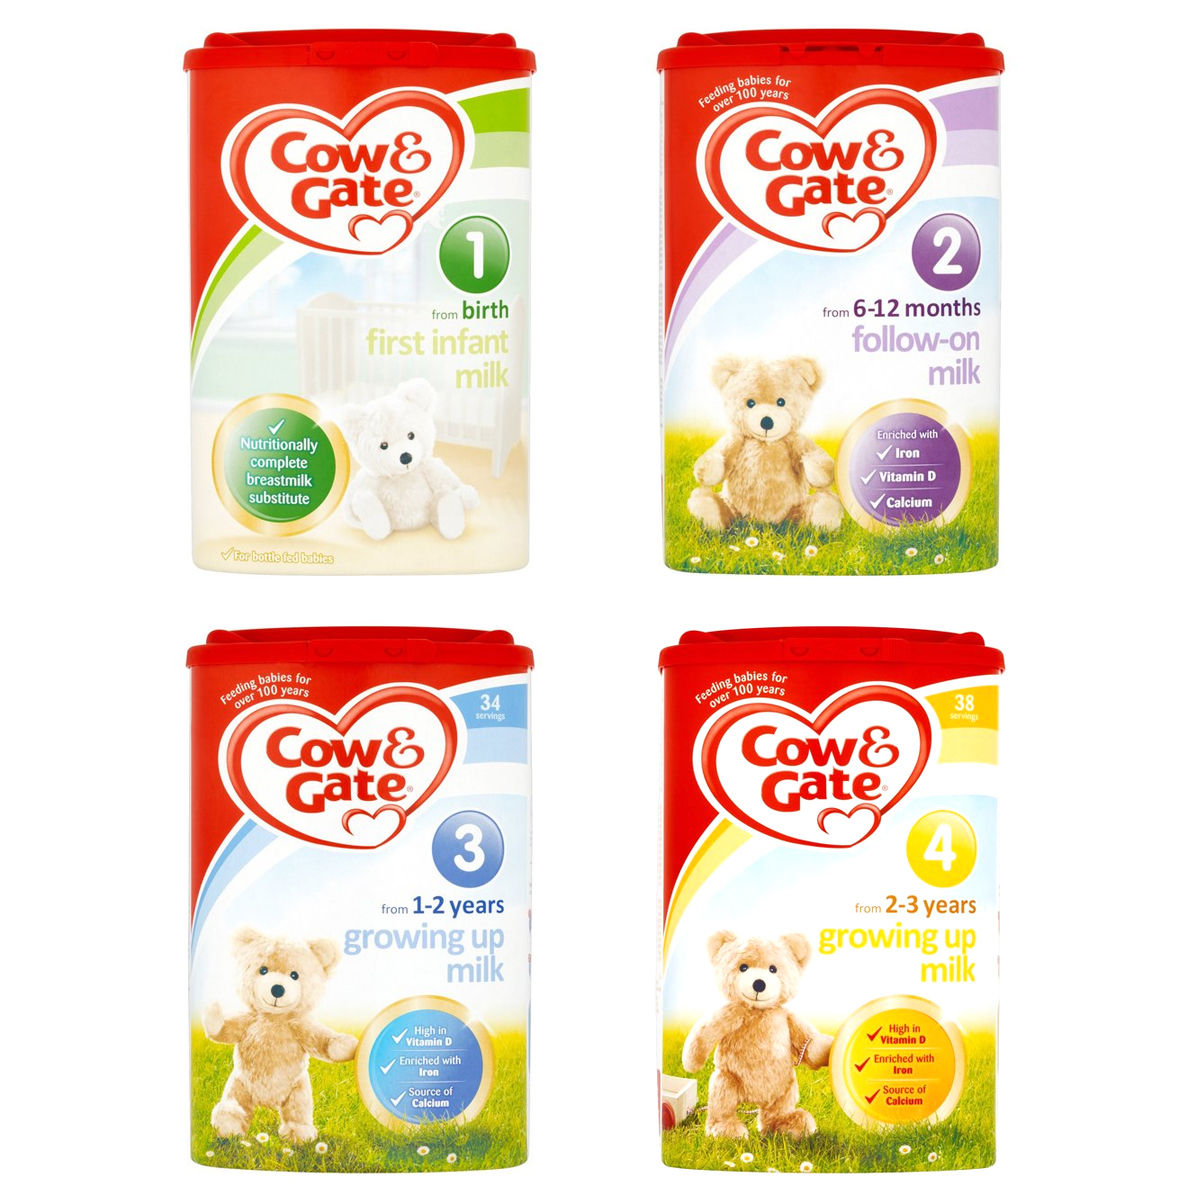 Cow&
Gate®
1
from birth
first infant
milk
✓
Nutritionally
complete
breastmilk
substitute
✓For bottle fed babies
Feeding babies for
over 100 years
Cow&
Gate®
2
from 6-12 months
follow-on
milk
Enriched with
✓ Iron
✓ Vitamin D
✓ Calcium
Feeding babies for
over 100 years
34
servings
Cow&
Gate®
3
from 1-2 years
growing up
milk
✓ High in
Vitamin D
✓ Enriched with
Iron
✓ Source of
Calcium
Feeding babies for
over 100 years
38
servings
Cow&
Gate®
4
from 2-3 years
growing up
milk
✓ High in
Vitamin D
✓ Enriched with
Iron
✓ Source of
Calcium